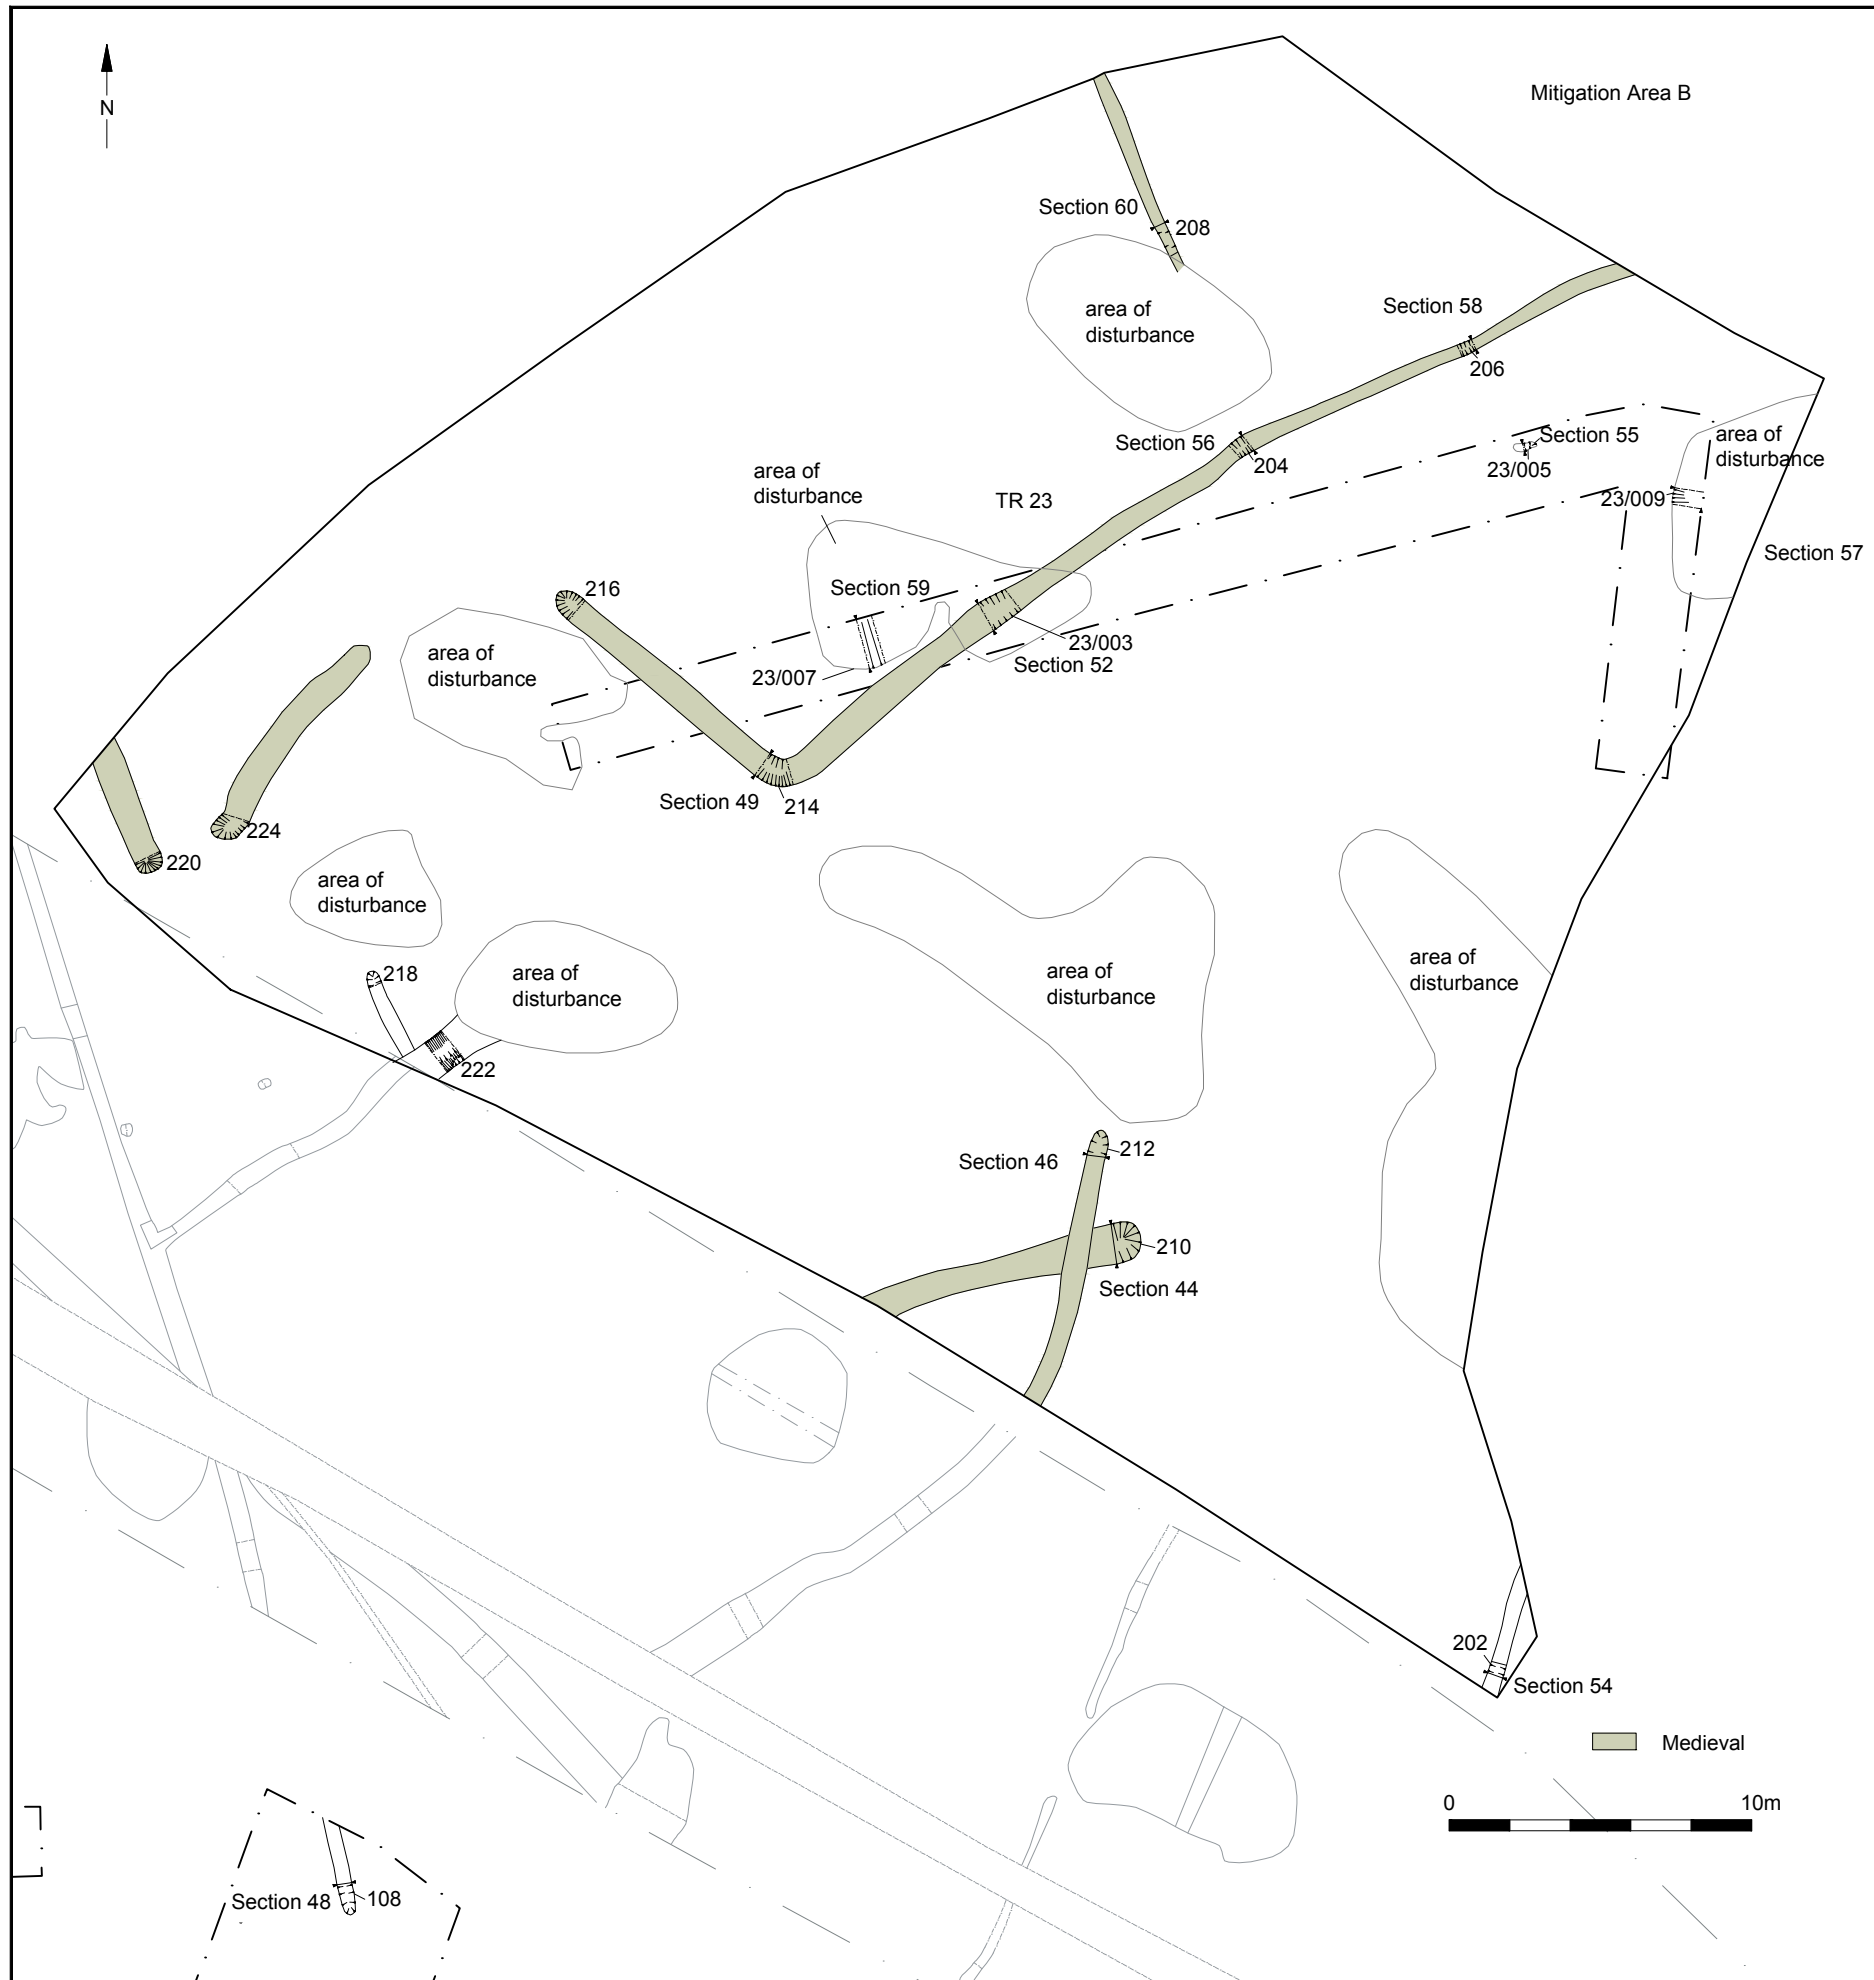 Mitigation Area B
N
Section 60
208
area of
disturbance
Section 58
206
Section 56
204
Section 55
23/005
area of
disturbance
23/009
Section 57
area of
disturbance
TR 23
Section 59
216
23/003
Section 52
23/007
area of
disturbance
Section 49
214
224
220
area of
disturbance
218
area of
disturbance
222
area of
disturbance
area of
disturbance
Section 46
212
210
Section 44
202
Section 54
Medieval
0 10m
Section 48
108